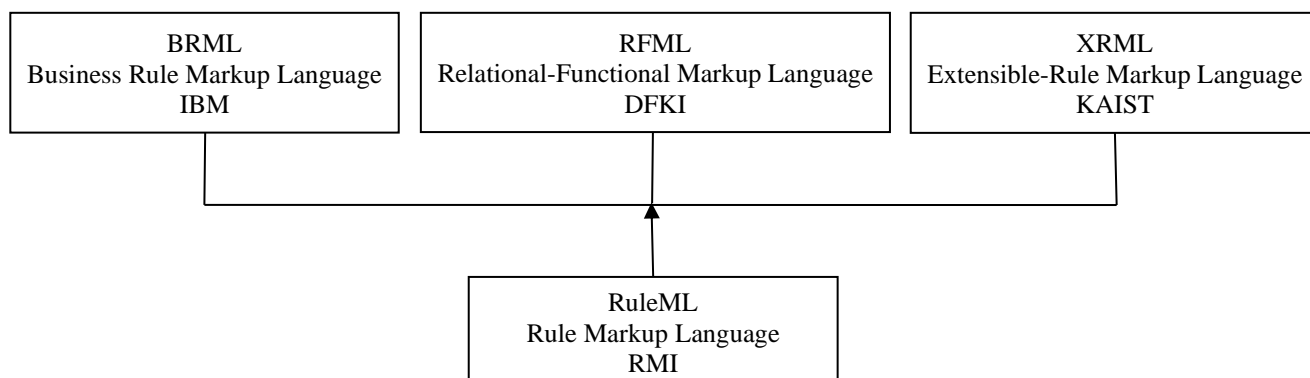 BRML
Business Rule Markup Language
IBM
RFML
Relational-Functional Markup Language
DFKI
XRML
Extensible-Rule Markup Language
KAIST
RuleML
Rule Markup Language
RMI